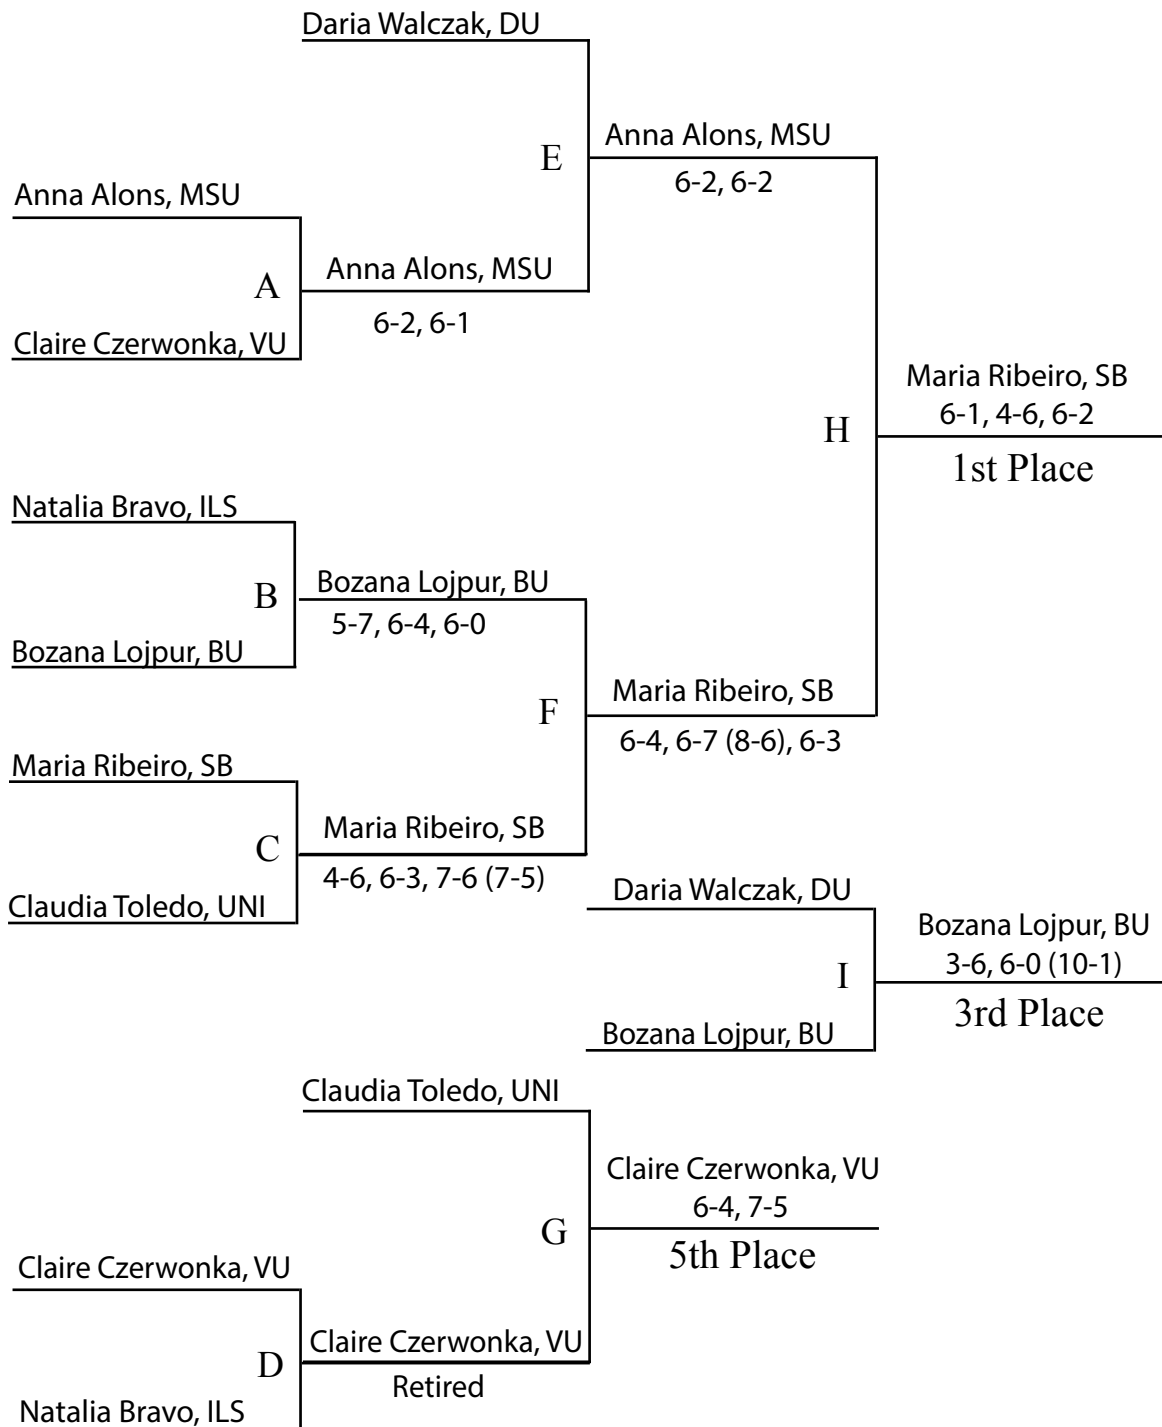 Daria Walczak, DU
E
Anna Alons, MSU
6-2, 6-2
Anna Alons, MSU
A
Anna Alons, MSU
6-2, 6-1
Claire Czerwonka, VU
H
Maria Ribeiro, SB
6-1, 4-6, 6-2
1st Place
Natalia Bravo, ILS
B
Bozana Lojpur, BU
5-7, 6-4, 6-0
Bozana Lojpur, BU
F
Maria Ribeiro, SB
6-4, 6-7 (8-6), 6-3
Maria Ribeiro, SB
C
Maria Ribeiro, SB
4-6, 6-3, 7-6 (7-5)
Claudia Toledo, UNI
Daria Walczak, DU
I
Bozana Lojpur, BU
3-6, 6-0 (10-1)
3rd Place
Bozana Lojpur, BU
Claudia Toledo, UNI
G
Claire Czerwonka, VU
6-4, 7-5
5th Place
Claire Czerwonka, VU
D
Claire Czerwonka, VU
Retired
Natalia Bravo, ILS